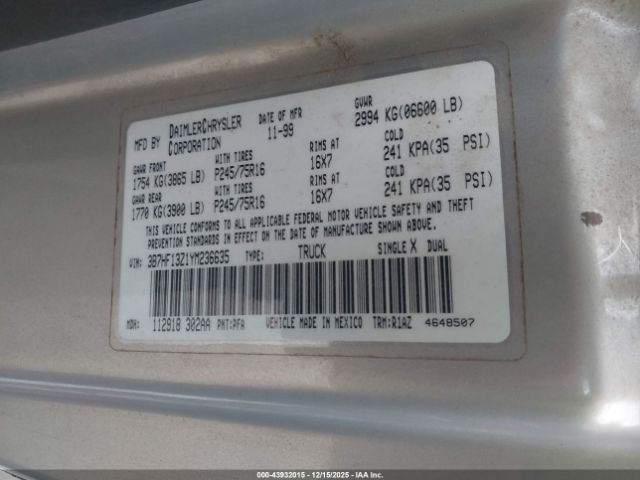 MFD BY DAIMLERCHRYSLER CORPORATION DATE OF MFR 11-99 GVWR 2994 KG(06600 LB)
GAWR FRONT 1754 KG(3865 LB) WITH TIRES P245/75R16 RIMS AT 16X7 COLD 241 KPA(35 PSI)
GAWR REAR 1770 KG(3900 LB) WITH TIRES P245/75R16 RIMS AT 16X7 COLD 241 KPA(35 PSI)
THIS VEHICLE CONFORMS TO ALL APPLICABLE FEDERAL MOTOR VEHICLE SAFETY AND THEFT
PREVENTION STANDARDS IN EFFECT ON THE DATE OF MANUFACTURE SHOWN ABOVE.
VIN: 3B7HF13Z1YM236635 TYPE: TRUCK SINGLE X DUAL
MDH: 112918 302AA PNT:PFA VEHICLE MADE IN MEXICO TRM:R1AZ 4648507
000-43932015 - 12/15/2025 - IAA Inc.